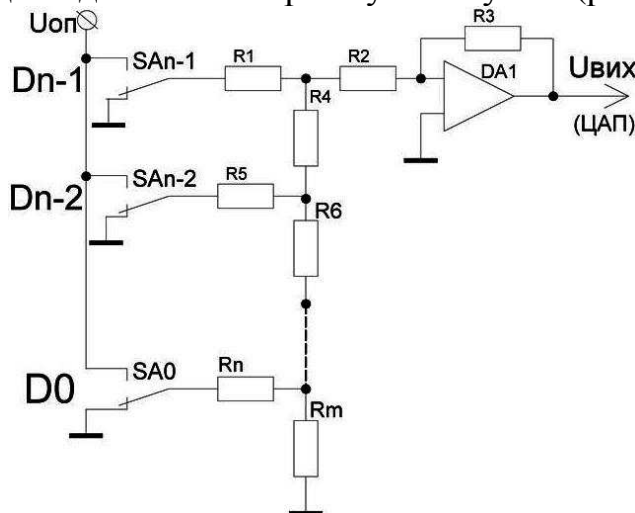 Uоп
R3
SAn-1
R1
R2
DA1
Uвих
Dn-1
R4
(ЦАП)
SAn-2
R5
Dn-2
R6
SA0
Rn
D0
Rm